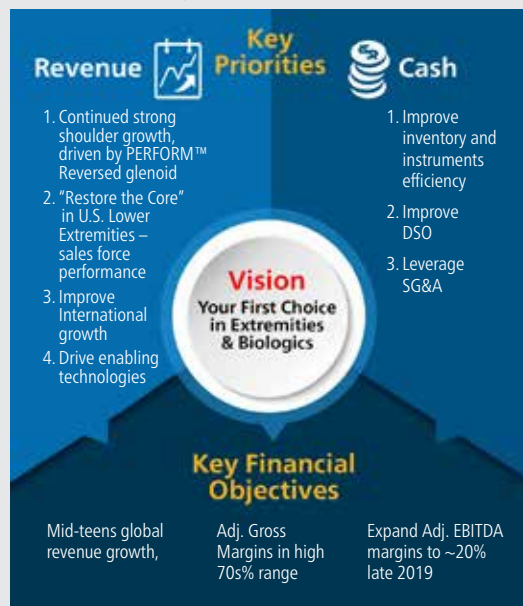 Key
Priorities
Revenue
1. Continued strong
shoulder growth,
driven by PERFORM™
Reversed glenoid
2. “Restore the Core”
in U.S. Lower
Extremities –
sales force
performance
3. Improve
International
growth
4. Drive enabling
technologies
Cash
1. Improve
inventory and
instruments
efficiency
2. Improve
DSO
3. Leverage
SG&A
Vision
Your First Choice
in Extremities
& Biologics
Key Financial
Objectives
Mid-teens global
revenue growth,
Adj. Gross
Margins in high
70s% range
Expand Adj. EBITDA
margins to ~20%
late 2019